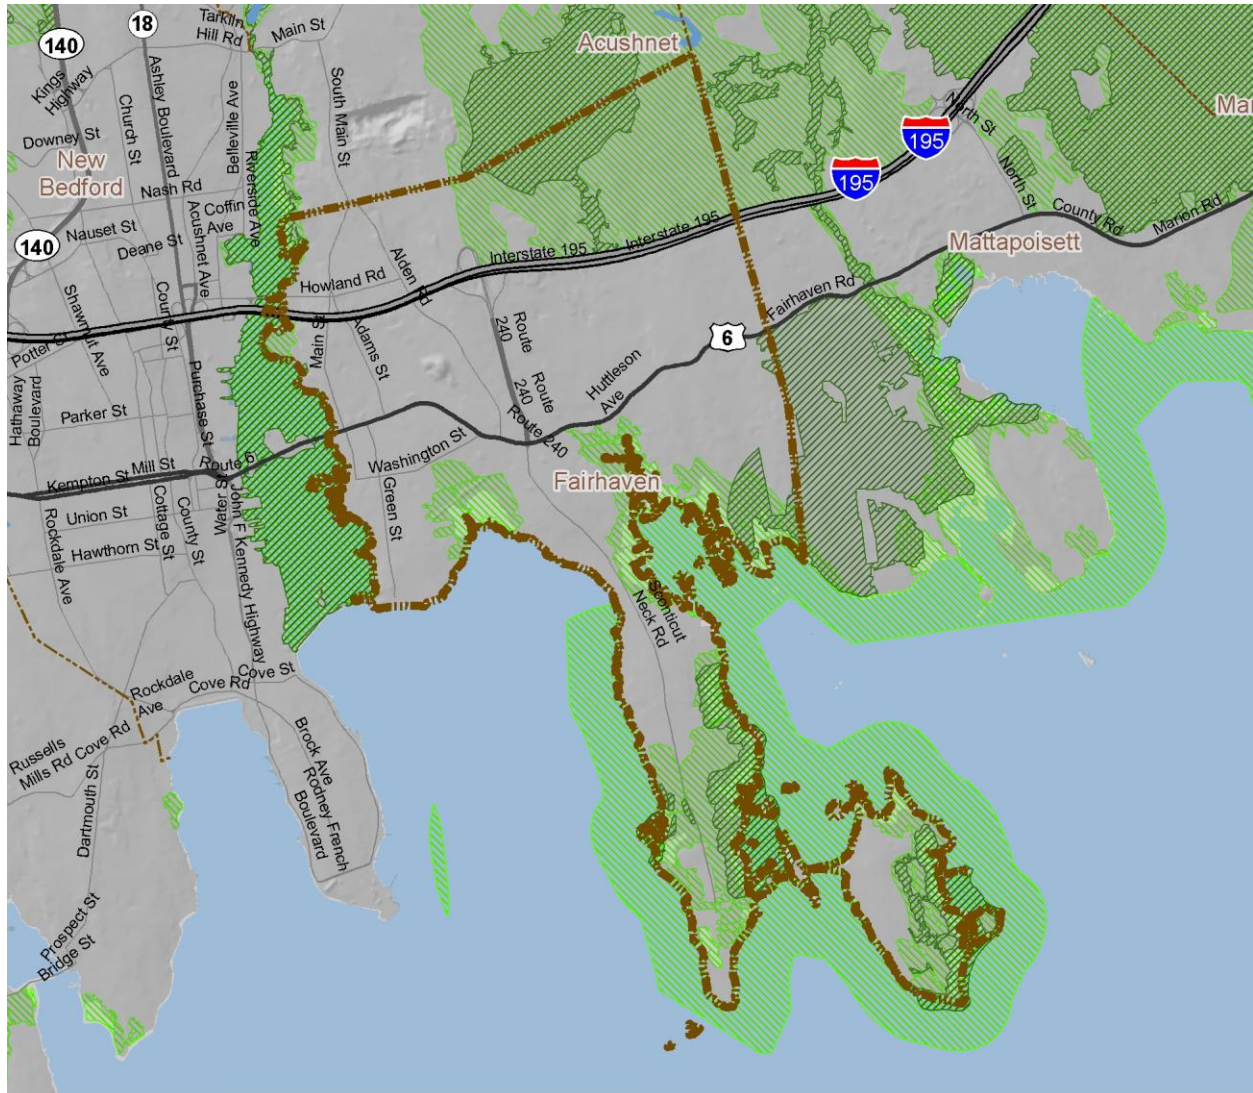 18
Tarkiln
Hill Rd
Main St
140
Acushnet
Kings
Highway
Ashley Boulevard
Church St
Belleville Ave
South Main St
North St
195
195
Downey St
New
Bedford
Riverside Ave
Nash Rd
North St
Mar
Coffin
Ave
County Rd
Marion Rd
Nauset St
Acushnet Ave
140
Deane St
Mattapoisett
Interstate 195
Interstate 195
Alden Rd
Howland Rd
Shawmut Ave
County St
Fairhaven Rd
Potter St
Main St
Adams St
Route
240
6
Hathaway
Boulevard
Purchase St
Huttleson
Ave
Route
240
Parker St
Route 240
Washington St
Kempton St
Mill St
Route 6
Fairhaven
Water St
John F Kennedy Highway
Green St
Union St
Cottage St
County St
Rockdale Ave
Hawthorn St
Sconticut
Neck Rd
Rockdale
Ave
Cove Rd
Cove St
Russells
Mills Rd
Cove Rd
Brock Ave
Rodney French
Boulevard
Dartmouth St
Prospect St
Bridge St